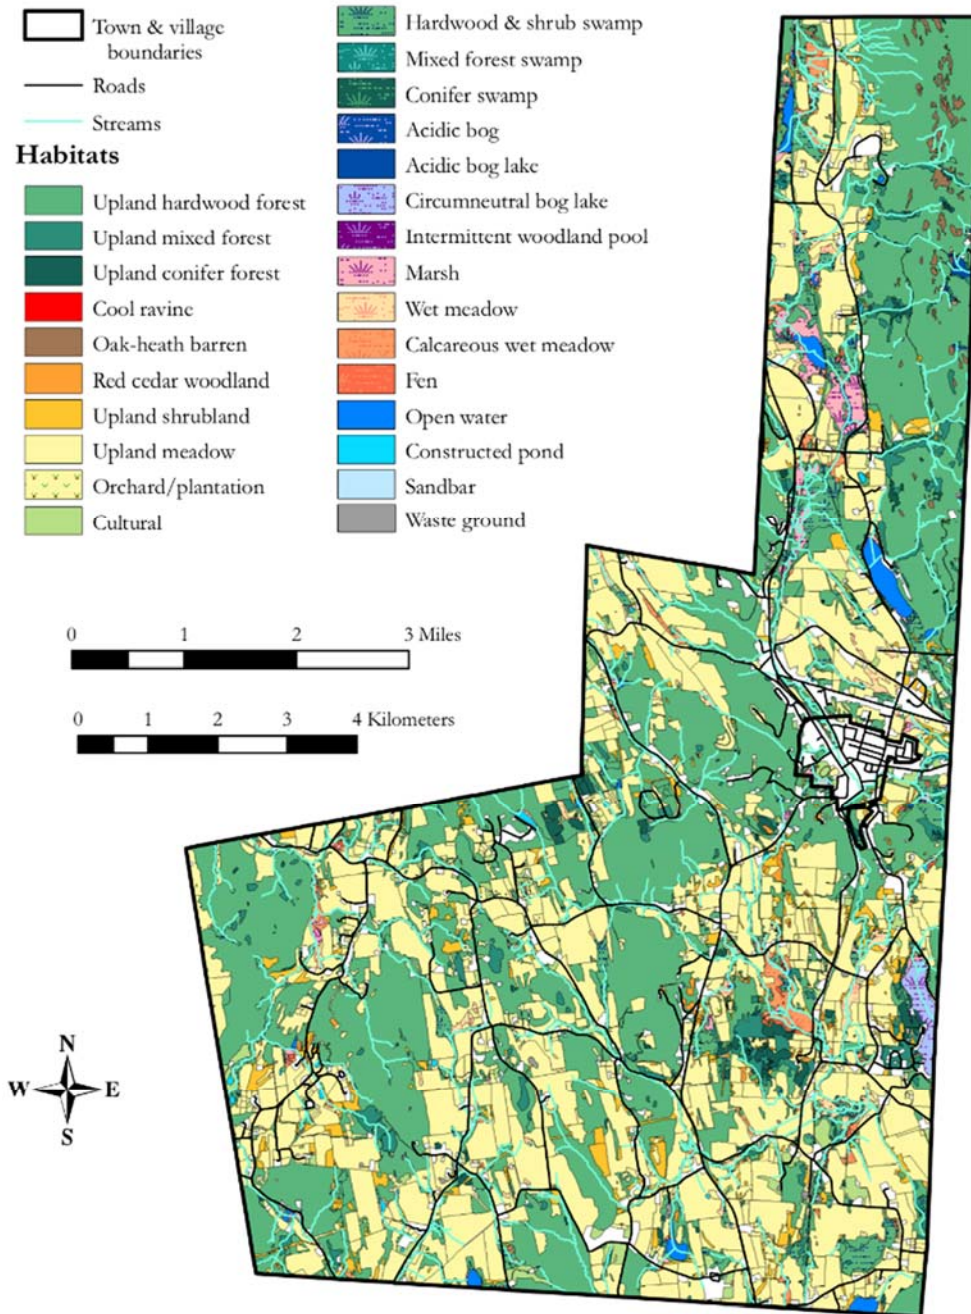 Town & village
boundaries
Roads
Streams
Habitats
Upland hardwood forest
Upland mixed forest
Upland conifer forest
Cool ravine
Oak-heath barren
Red cedar woodland
Upland shrubland
Upland meadow
Orchard/plantation
Cultural
Hardwood & shrub swamp
Mixed forest swamp
Conifer swamp
Acidic bog
Acidic bog lake
Circumneutral bog lake
Intermittent woodland pool
Marsh
Wet meadow
Calcareous wet meadow
Fen
Open water
Constructed pond
Sandbar
Waste ground
0 1 2 3 Miles
0 1 2 3 4 Kilometers
N
W E
S